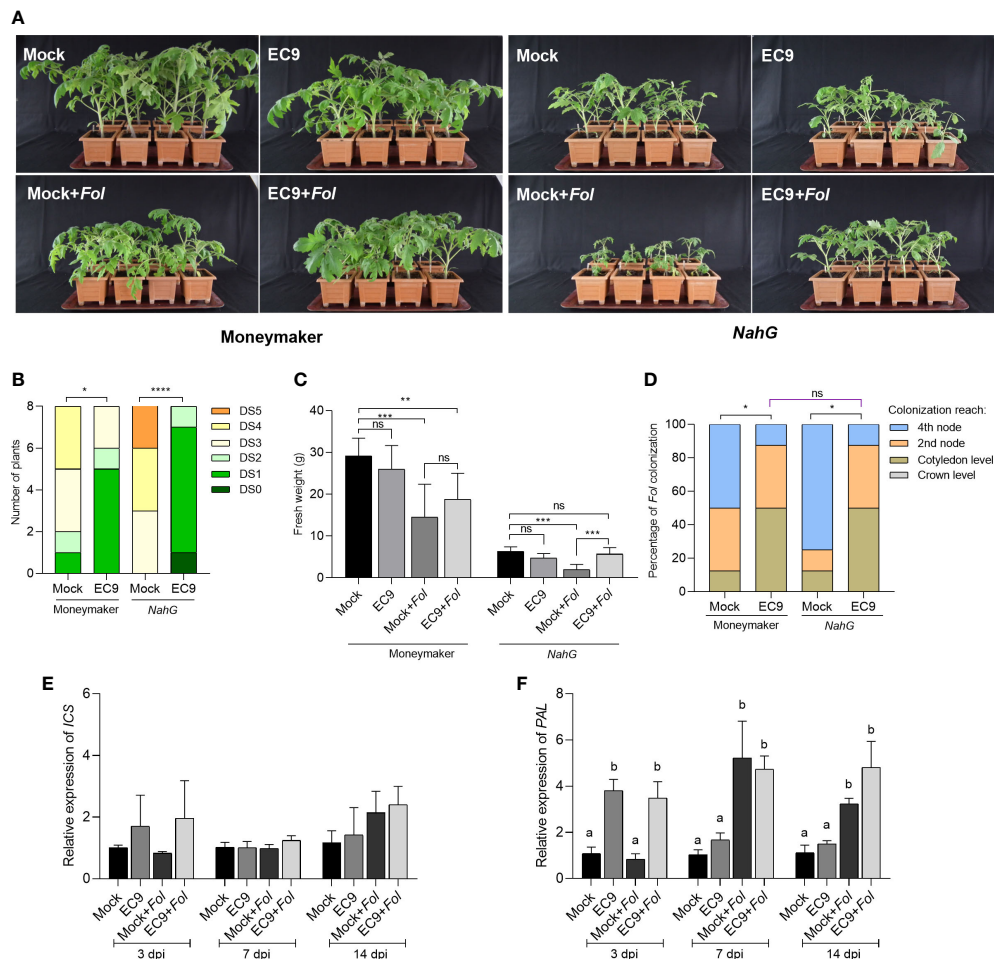 A
Mock
EC9
Mock
EC9
Mock+Fol
EC9+Fol
Mock+Fol
EC9+Fol
Moneymaker
NahG
B
Number of plants
8
6
4
2
0
*
****
Mock
EC9
Mock
EC9
Moneymaker
NahG
DS5
DS4
DS3
DS2
DS1
DS0
C
Fresh weight (g)
40
30
20
10
0
**
***
ns
ns
ns
***
ns
***
Mock
EC9
Mock+Fol
EC9+Fol
Mock
EC9
Mock+Fol
EC9+Fol
Moneymaker
NahG
D
Percentage of Fol colonization
100
80
60
40
20
0
ns
*
*
Mock
EC9
Mock
EC9
Moneymaker
NahG
Colonization reach:
4th node
2nd node
Cotyledon level
Crown level
E
Relative expression of ICS
6
4
2
0
Mock
EC9
Mock+Fol
EC9+Fol
Mock
EC9
Mock+Fol
EC9+Fol
Mock
EC9
Mock+Fol
EC9+Fol
3 dpi
7 dpi
14 dpi
F
Relative expression of PAL
8
6
4
2
0
a
b
a
b
a
a
b
b
a
a
b
b
Mock
EC9
Mock+Fol
EC9+Fol
Mock
EC9
Mock+Fol
EC9+Fol
Mock
EC9
Mock+Fol
EC9+Fol
3 dpi
7 dpi
14 dpi